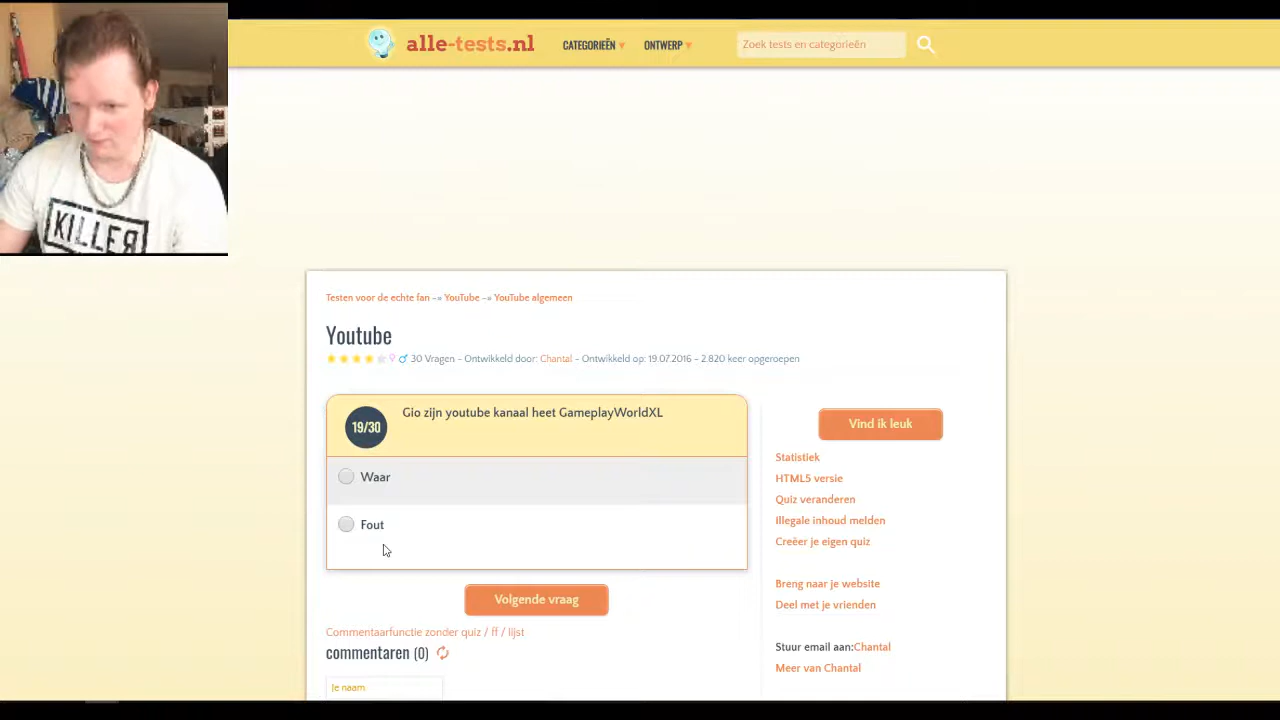 alle-tests.nl
CATEGORIEËN
ONTWERP
Zoek tests en categorieën
KILLER
Testen voor de echte fan -» YouTube -» YouTube algemeen
Youtube
30 Vragen - Ontwikkeld door: Chantal - Ontwikkeld op: 19.07.2016 - 2.820 keer opgeroepen
19/30
Gio zijn youtube kanaal heet GameplayWorldXL
Waar
Fout
Volgende vraag
Commentaarfunctie zonder quiz / ff / lijst
commentaren (0)
Je naam
Vind ik leuk
Statistiek
HTML5 versie
Quiz veranderen
Illegale inhoud melden
Creëer je eigen quiz
Breng naar je website
Deel met je vrienden
Stuur email aan:Chantal
Meer van Chantal